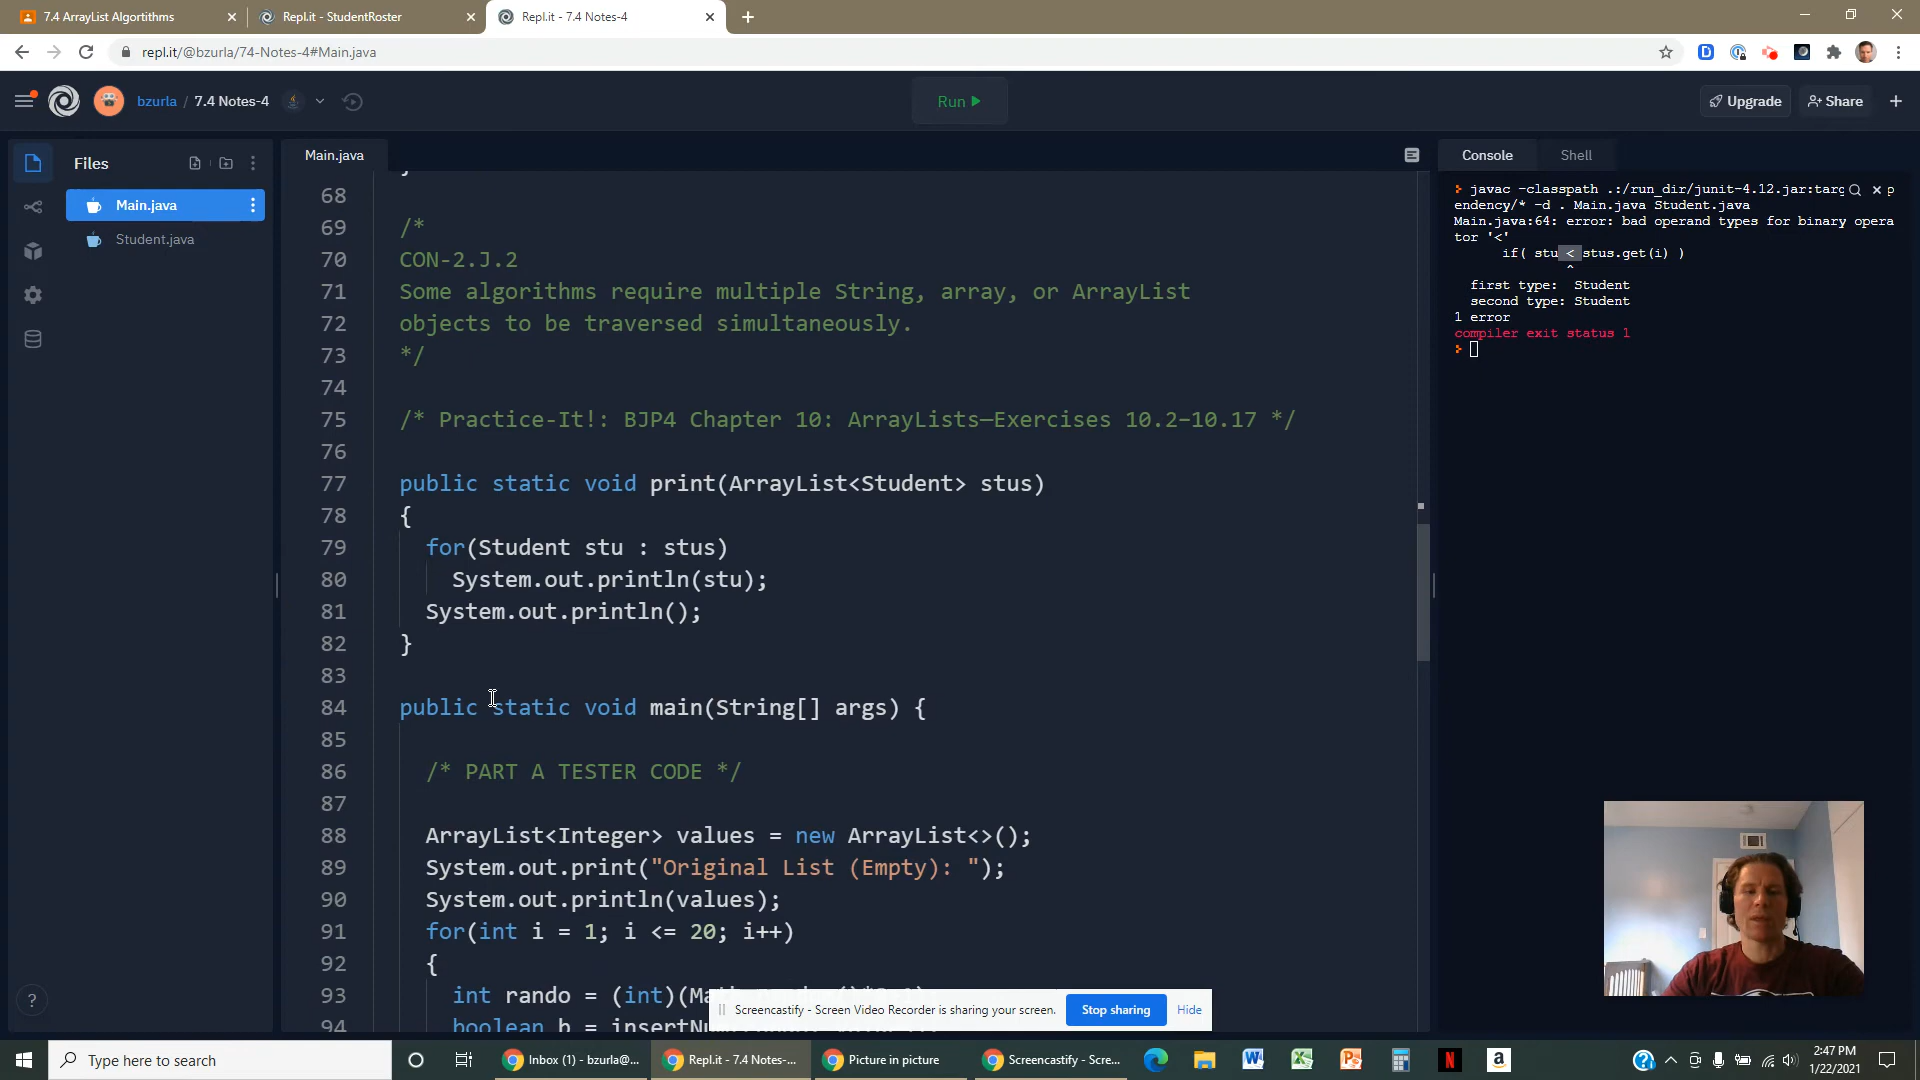 7.4 ArrayList Algortithms
Repl.it - StudentRoster
Repl.it - 7.4 Notes-4
repl.it/@bzurla/74-Notes-4#Main.java
bzurla / 7.4 Notes-4
Run
Upgrade
Share
Files
Main.java
Student.java
Main.java
68
69 /*
70 CON-2.J.2
71 Some algorithms require multiple String, array, or ArrayList
72 objects to be traversed simultaneously.
73 */
74
75 /* Practice-It!: BJP4 Chapter 10: ArrayLists—Exercises 10.2–10.17 */
76
77 public static void print(ArrayList<Student> stus)
78 {
79 for(Student stu : stus)
80 System.out.println(stu);
81 System.out.println();
82 }
83
84 public static void main(String[] args) {
85
86 /* PART A TESTER CODE */
87
88 ArrayList<Integer> values = new ArrayList<>();
89 System.out.print("Original List (Empty): ");
90 System.out.println(values);
91 for(int i = 1; i <= 20; i++)
92 {
93 int rando = (int)(
94 boolean b =
Console
Shell
javac -classpath .:/run_dir/junit-4.12.jar:targ p
endency/* -d . Main.java Student.java
Main.java:64: error: bad operand types for binary opera
tor '<'
if( stu < stus.get(i) )
^
first type: Student
second type: Student
1 error
compiler exit status 1
Screencastify - Screen Video Recorder is sharing your screen.
Stop sharing
Hide
?
Type here to search
Inbox (1) - bzurla@...
Repl.it - 7.4 Notes-...
Picture in picture
Screencastify - Scre...
2:47 PM
1/22/2021